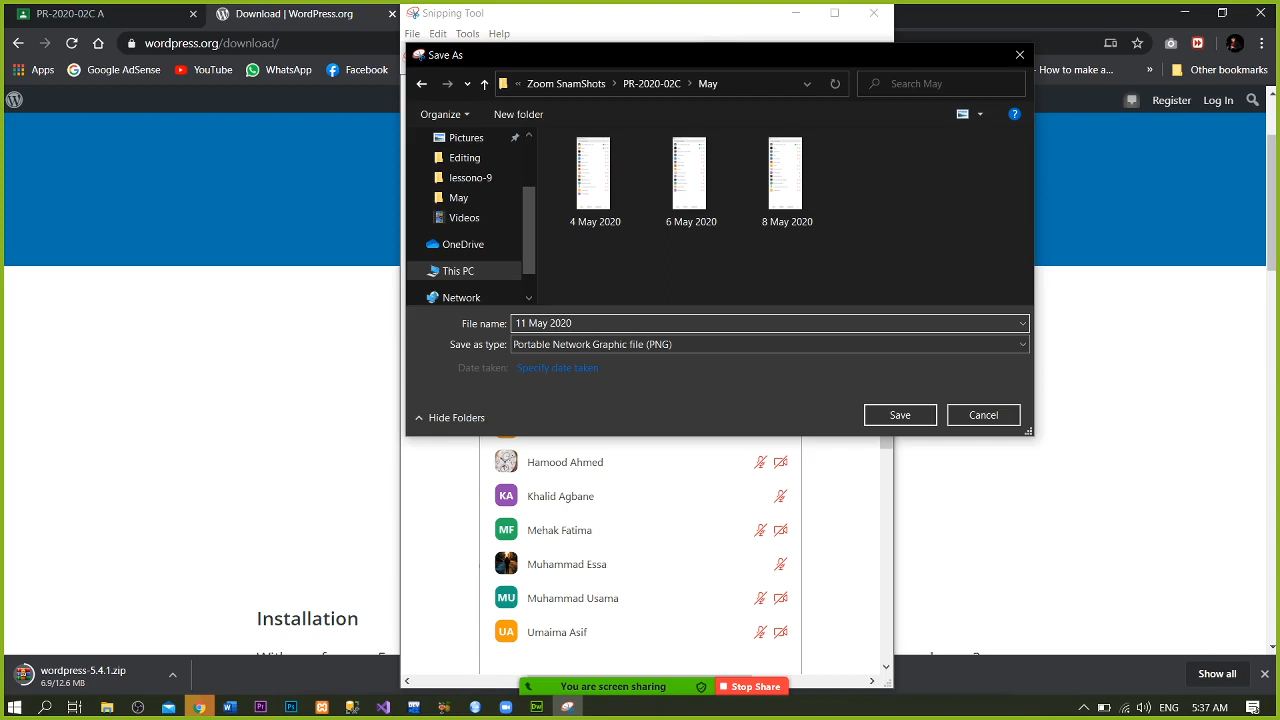 PR-2020-02C A
Download | WordPress.org
Snipping Tool
File Edit Tools Help
wordpress.org/download/
Save As
Apps Google AdSense YouTube WhatsApp Facebook
How to make a...
»
Other bookmarks
« Zoom SnamShots > PR-2020-02C > May
Search May
Register Log In
Organize New folder
Pictures
Editing
lessono-9
May
Videos
OneDrive
This PC
Network
4 May 2020
6 May 2020
8 May 2020
File name: 11 May 2020
Save as type: Portable Network Graphic file (PNG)
Date taken: Specify date taken
Hide Folders
Save
Cancel
Hamood Ahmed
KA Khalid Agbane
MF Mehak Fatima
Muhammad Essa
MU Muhammad Usama
UA Umaima Asif
Installation
wordpress-5.4.1.zip
6.9/12.6 MB
Show all
You are screen sharing
Stop Share
ENG 5:37 AM